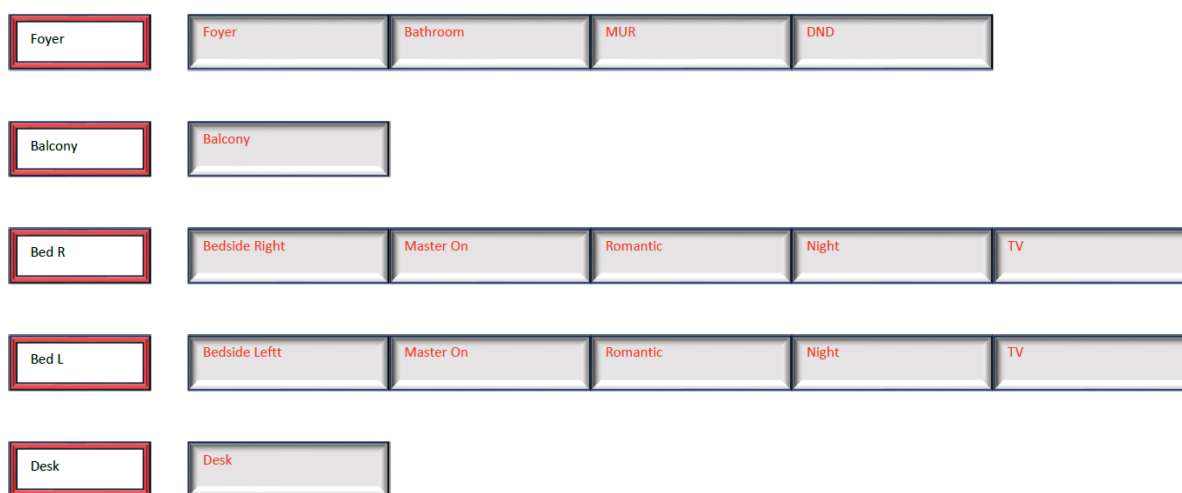 Foyer Foyer Bathroom MUR DND
Balcony Balcony
Bed R Bedside Right Master On Romantic Night TV
Bed L Bedside Leftt Master On Romantic Night TV
Desk Desk